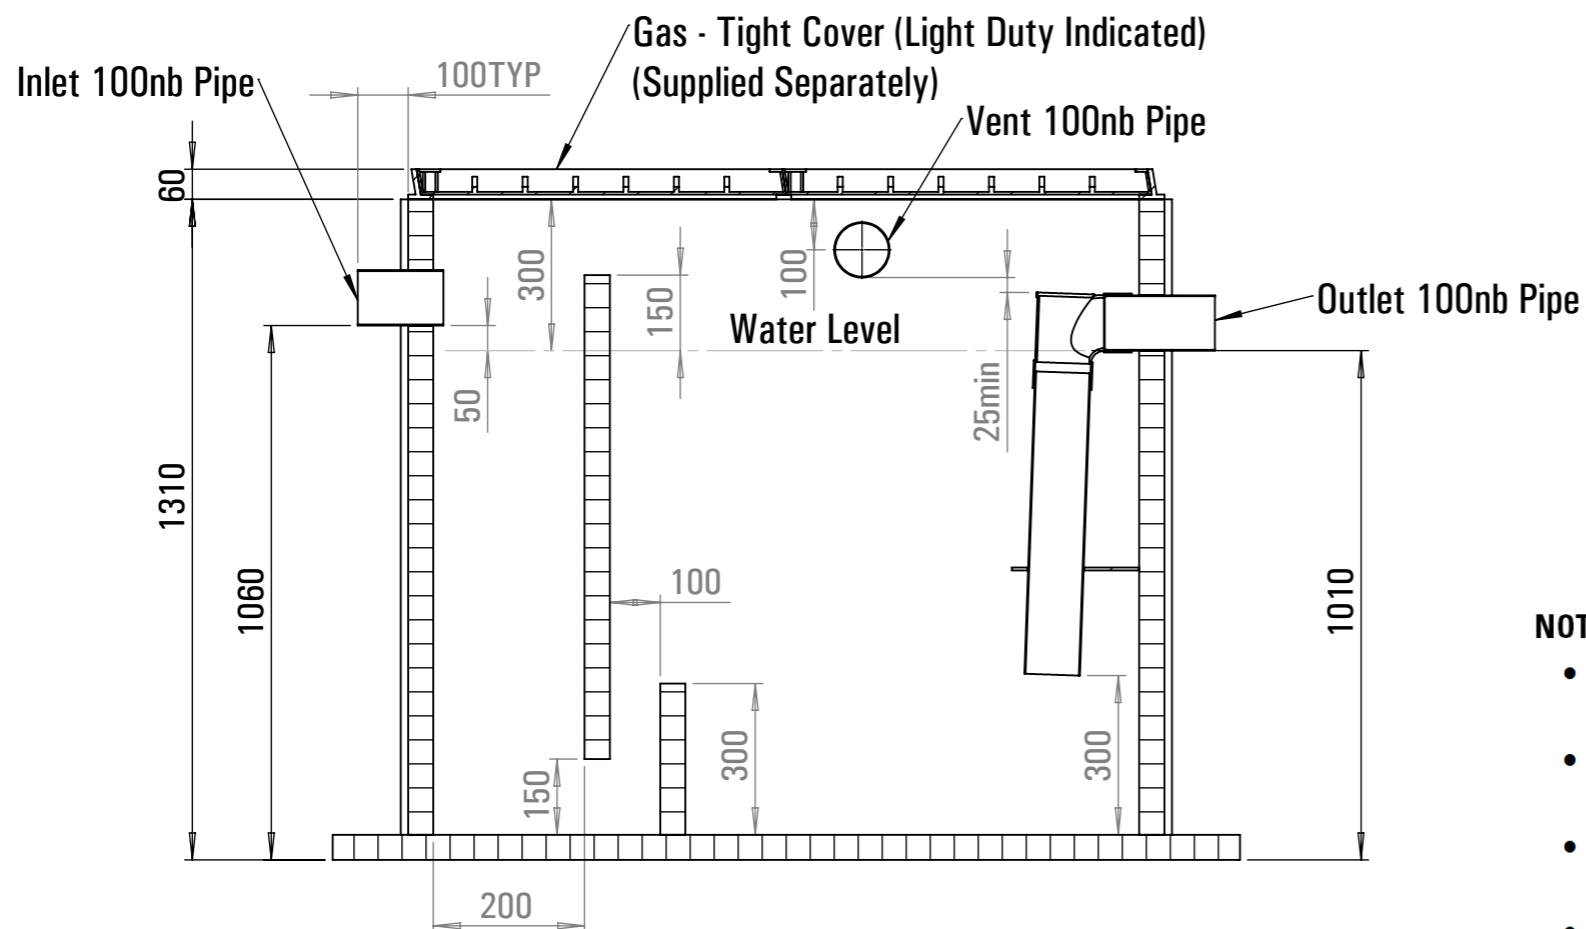 Gas - Tight Cover (Light Duty Indicated)
(Supplied Separately)
Inlet 100nb Pipe
100TYP
Vent 100nb Pipe
60
300
100
150
Outlet 100nb Pipe
Water Level
50
25min
1310
1060
100
1010
NOT
300
300
150
200